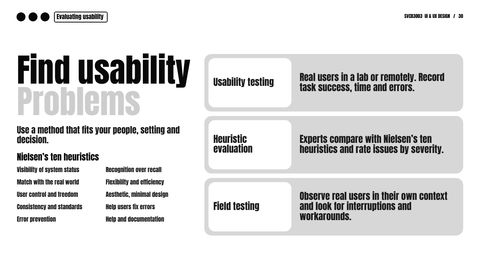 Evaluating usability
SVCB3003 UI & UX DESIGN / 30
Find usability
Problems
Use a method that fits your people, setting and
decision.
Nielsen's ten heuristics
Visibility of system status
Match with the real world
User control and freedom
Consistency and standards
Error prevention
Recognition over recall
Flexibility and efficiency
Aesthetic, minimal design
Help users fix errors
Help and documentation
Usability testing
Real users in a lab or remotely. Record
task success, time and errors.
Heuristic
evaluation
Experts compare with Nielsen's ten
heuristics and rate issues by severity.
Field testing
Observe real users in their own context
and look for interruptions and
workarounds.